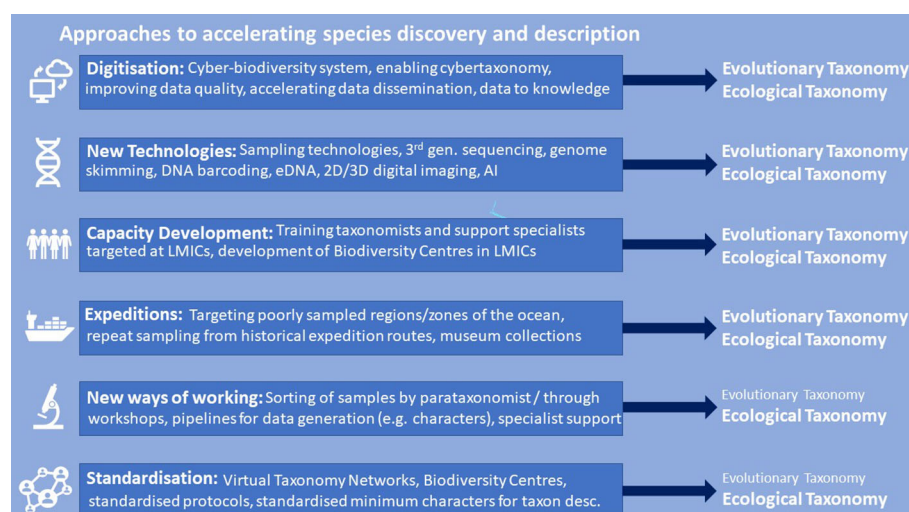 Approaches to accelerating species discovery and description
Digitisation: Cyber-biodiversity system, enabling cybertaxonomy,
improving data quality, accelerating data dissemination, data to knowledge
Evolutionary Taxonomy
Ecological Taxonomy
New Technologies: Sampling technologies, 3rd gen. sequencing, genome
skimming, DNA barcoding, eDNA, 2D/3D digital imaging, AI
Evolutionary Taxonomy
Ecological Taxonomy
Capacity Development: Training taxonomists and support specialists
targeted at LMICs, development of Biodiversity Centres in LMICs
Evolutionary Taxonomy
Ecological Taxonomy
Expeditions: Targeting poorly sampled regions/zones of the ocean,
repeat sampling from historical expedition routes, museum collections
Evolutionary Taxonomy
Ecological Taxonomy
New ways of working: Sorting of samples by parataxonomist / through
workshops, pipelines for data generation (e.g. characters), specialist support
Evolutionary Taxonomy
Ecological Taxonomy
Standardisation: Virtual Taxonomy Networks, Biodiversity Centres,
standardised protocols, standardised minimum characters for taxon desc.
Evolutionary Taxonomy
Ecological Taxonomy